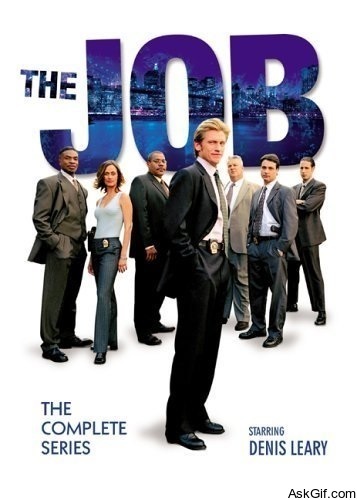 THE
JOB
THE
COMPLETE
SERIES
STARRING
DENIS LEARY
AskGif.com